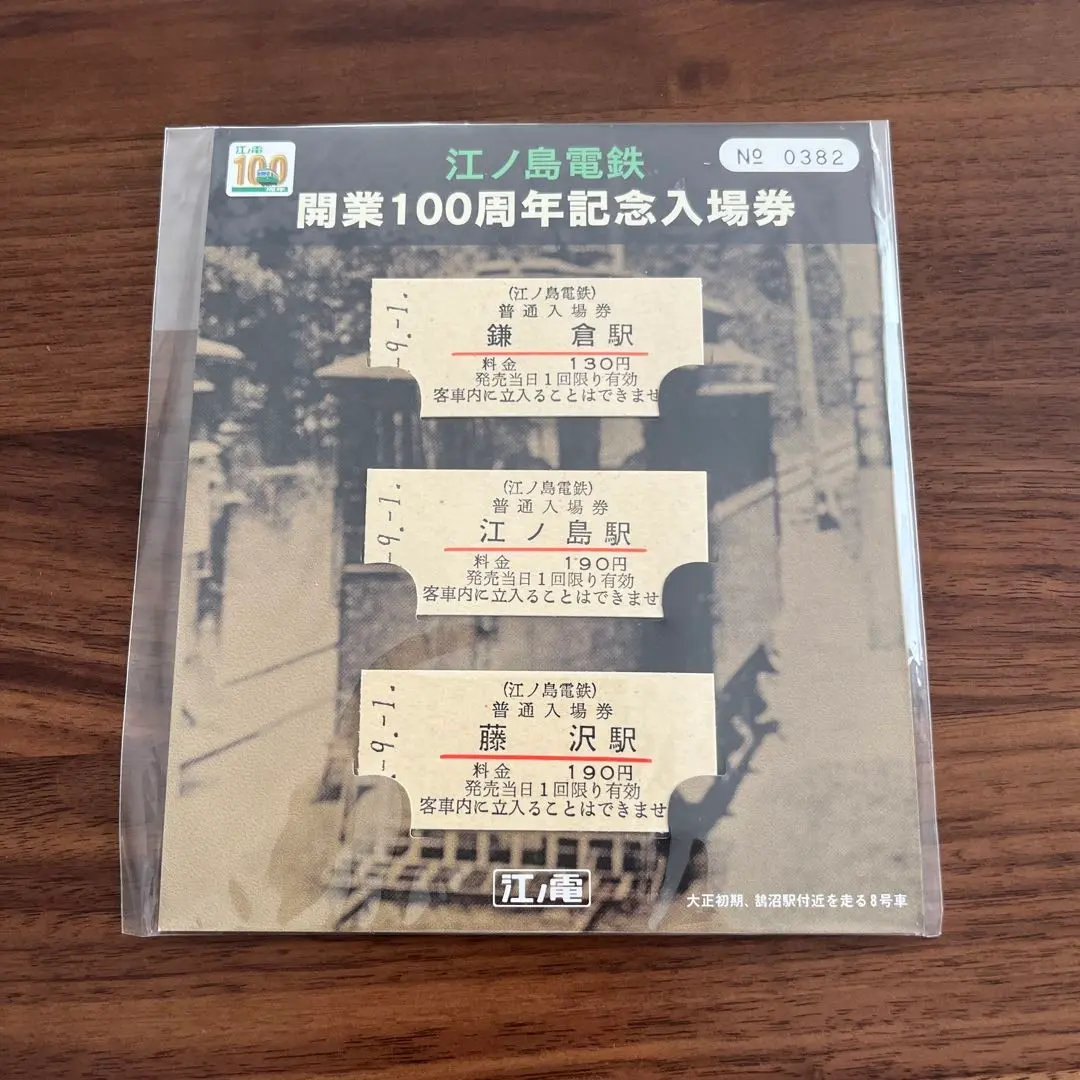 江ノ電
100
周年
江ノ島電鉄
№ 0382
開業100周年記念入場券
-9.-1.
(江ノ島電鉄)
普通入場券
鎌倉駅
料金 130円
発売当日1回限り有効
客車内に立入ることはできませ
-9.-1.
(江ノ島電鉄)
普通入場券
江ノ島駅
料金 190円
発売当日1回限り有効
客車内に立入ることはできませ
-9.-1.
(江ノ島電鉄)
普通入場券
藤沢駅
料金 190円
発売当日1回限り有効
客車内に立入ることはできませ
江ノ電
大正初期、鵠沼駅付近を走る8号車